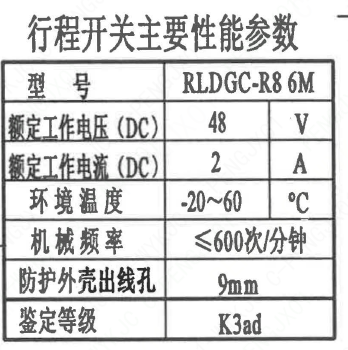 行程开关主要性能参数
型 号 RLDGC-R8 6M
额定工作电压(DC) 48 V
额定工作电流(DC) 2 A
环境温度 -20~60 °C
机械频率 ≤600次/分钟
防护外壳出线孔 9mm
鉴定等级 K3ad